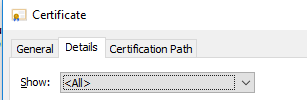 Certificate
General Details Certification Path
Show: <All>